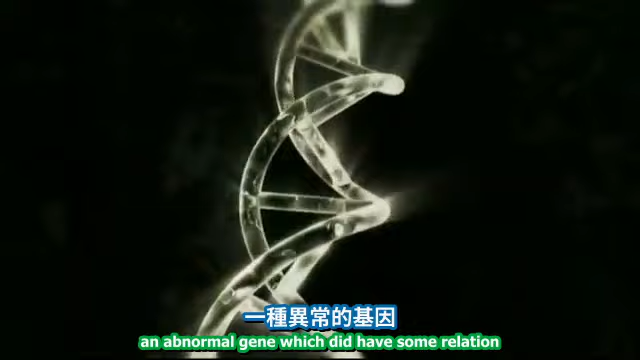 一種異常的基因
an abnormal gene which did have some relation